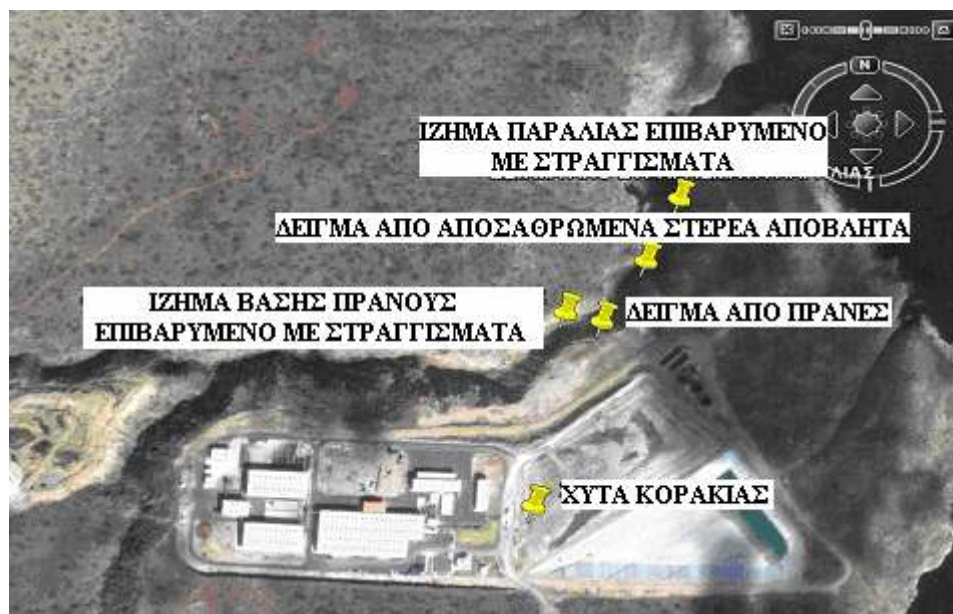 N
ΙΖΗΜΑ ΠΑΡΑΛΙΑΣ ΕΠΙΒΑΡΥΜΕΝΟ
ΜΕ ΣΤΡΑΓΓΙΣΜΑΤΑ
ΔΕΙΓΜΑ ΑΠΟ ΑΠΟΣΑΘΡΩΜΕΝΑ ΣΤΕΡΕΑ ΑΠΟΒΛΗΤΑ
ΙΖΗΜΑ ΒΑΣΗΣ ΠΡΑΝΟΥΣ
ΕΠΙΒΑΡΥΜΕΝΟ ΜΕ ΣΤΡΑΓΓΙΣΜΑΤΑ
ΔΕΙΓΜΑ ΑΠΟ ΠΡΑΝΕΣ
ΧΥΤΑ ΚΟΡΑΚΙΑΣ